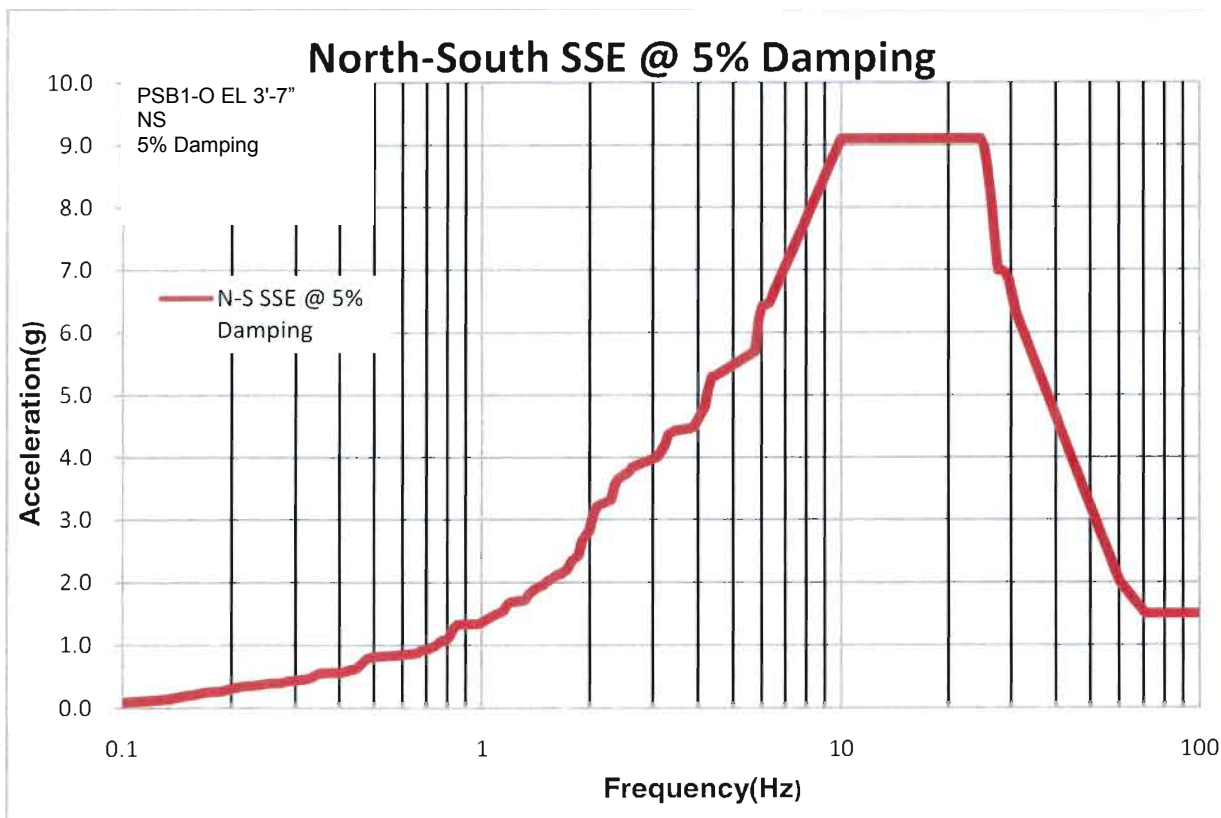 North-South SSE @ 5% Damping
PSB1-O EL 3'-7”
NS
5% Damping
N-S SSE @ 5%
Damping
Acceleration(g)
10.0
9.0
8.0
7.0
6.0
5.0
4.0
3.0
2.0
1.0
0.0
0.1
1
10
100
Frequency(Hz)